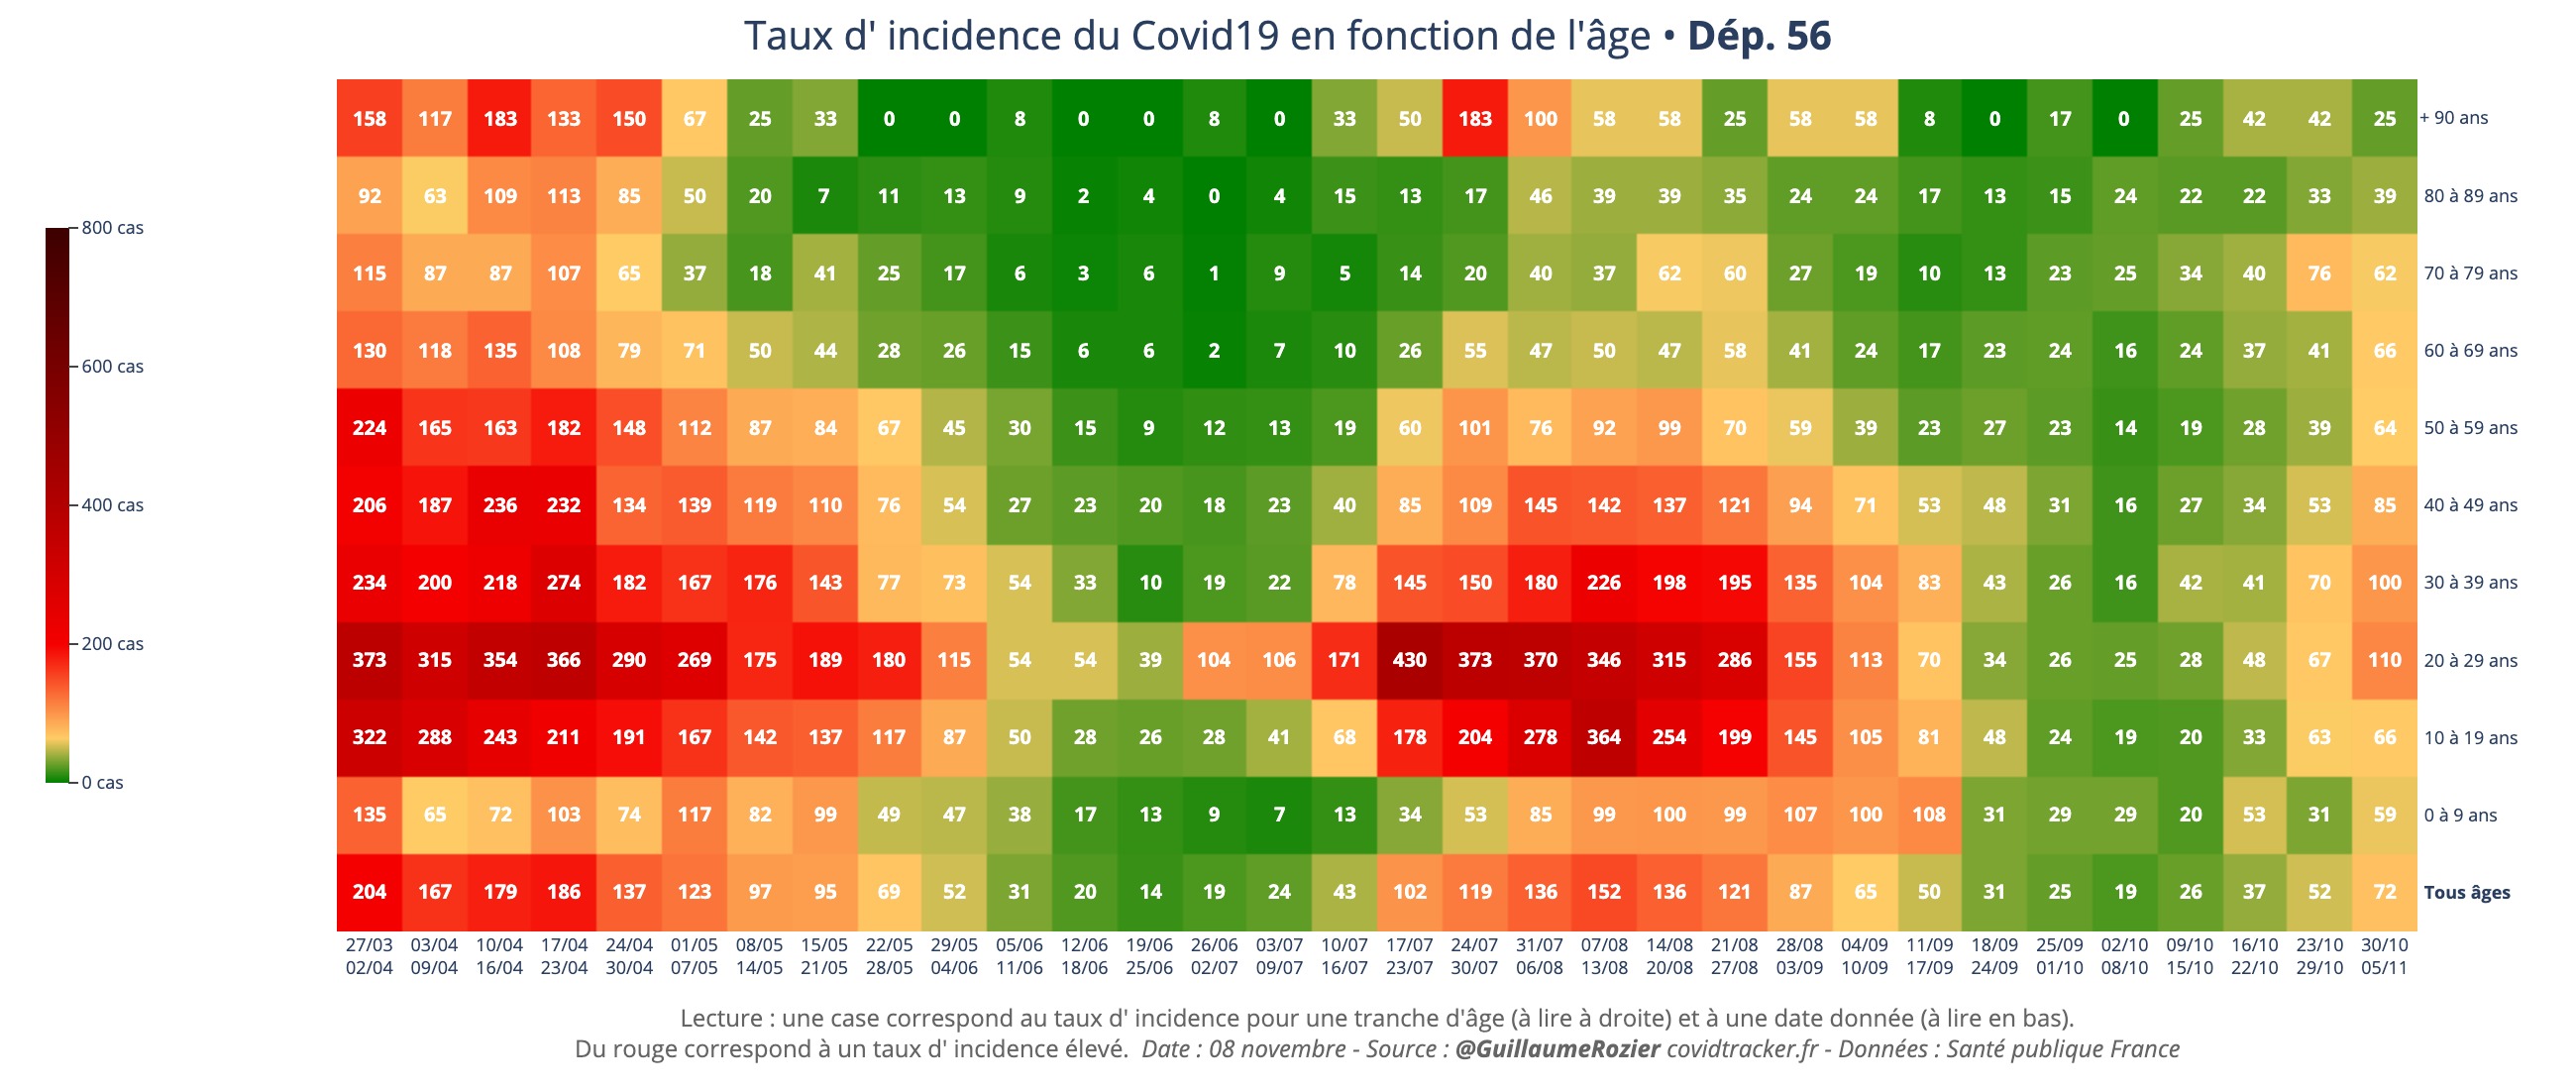 Taux d' incidence du Covid19 en fonction de l'âge • Dép. 56
158 117 183 133 150 67 25 33 0 0 8 0 0 8 0 33 50 183 100 58 58 25 58 58 8 0 17 0 25 42 42 25 + 90 ans
92 63 109 113 85 50 20 7 11 13 9 2 4 0 4 15 13 17 46 39 39 35 24 24 17 13 15 24 22 22 33 39 80 à 89 ans
800 cas
115 87 87 107 65 37 18 41 25 17 6 3 6 1 9 5 14 20 40 37 62 60 27 19 10 13 23 25 34 40 76 62 70 à 79 ans
130 118 135 108 79 71 50 44 28 26 15 6 6 2 7 10 26 55 47 50 47 58 41 24 17 23 24 16 24 37 41 66 60 à 69 ans
600 cas
224 165 163 182 148 112 87 84 67 45 30 15 9 12 13 19 60 101 76 92 99 70 59 39 23 27 23 14 19 28 39 64 50 à 59 ans
400 cas
206 187 236 232 134 139 119 110 76 54 27 23 20 18 23 40 85 109 145 142 137 121 94 71 53 48 31 16 27 34 53 85 40 à 49 ans
234 200 218 274 182 167 176 143 77 73 54 33 10 19 22 78 145 150 180 226 198 195 135 104 83 43 26 16 42 41 70 100 30 à 39 ans
200 cas
373 315 354 366 290 269 175 189 180 115 54 54 39 104 106 171 430 373 370 346 315 286 155 113 70 34 26 25 28 48 67 110 20 à 29 ans
322 288 243 211 191 167 142 137 117 87 50 28 26 28 41 68 178 204 278 364 254 199 145 105 81 48 24 19 20 33 63 66 10 à 19 ans
0 cas
135 65 72 103 74 117 82 99 49 47 38 17 13 9 7 13 34 53 85 99 100 99 107 100 108 31 29 29 20 53 31 59 0 à 9 ans
204 167 179 186 137 123 97 95 69 52 31 20 14 19 24 43 102 119 136 152 136 121 87 65 50 31 25 19 26 37 52 72 Tous âges
27/03 03/04 10/04 17/04 24/04 01/05 08/05 15/05 22/05 29/05 05/06 12/06 19/06 26/06 03/07 10/07 17/07 24/07 31/07 07/08 14/08 21/08 28/08 04/09 11/09 18/09 25/09 02/10 09/10 16/10 23/10 30/10
02/04 09/04 16/04 23/04 30/04 07/05 14/05 21/05 28/05 04/06 11/06 18/06 25/06 02/07 09/07 16/07 23/07 30/07 06/08 13/08 20/08 27/08 03/09 10/09 17/09 24/09 01/10 08/10 15/10 22/10 29/10 05/11
Lecture : une case correspond au taux d' incidence pour une tranche d'âge (à lire à droite) et à une date donnée (à lire en bas).
Du rouge correspond à un taux d' incidence élevé. Date : 08 novembre - Source : @GuillaumeRozier covidtracker.fr - Données : Santé publique France